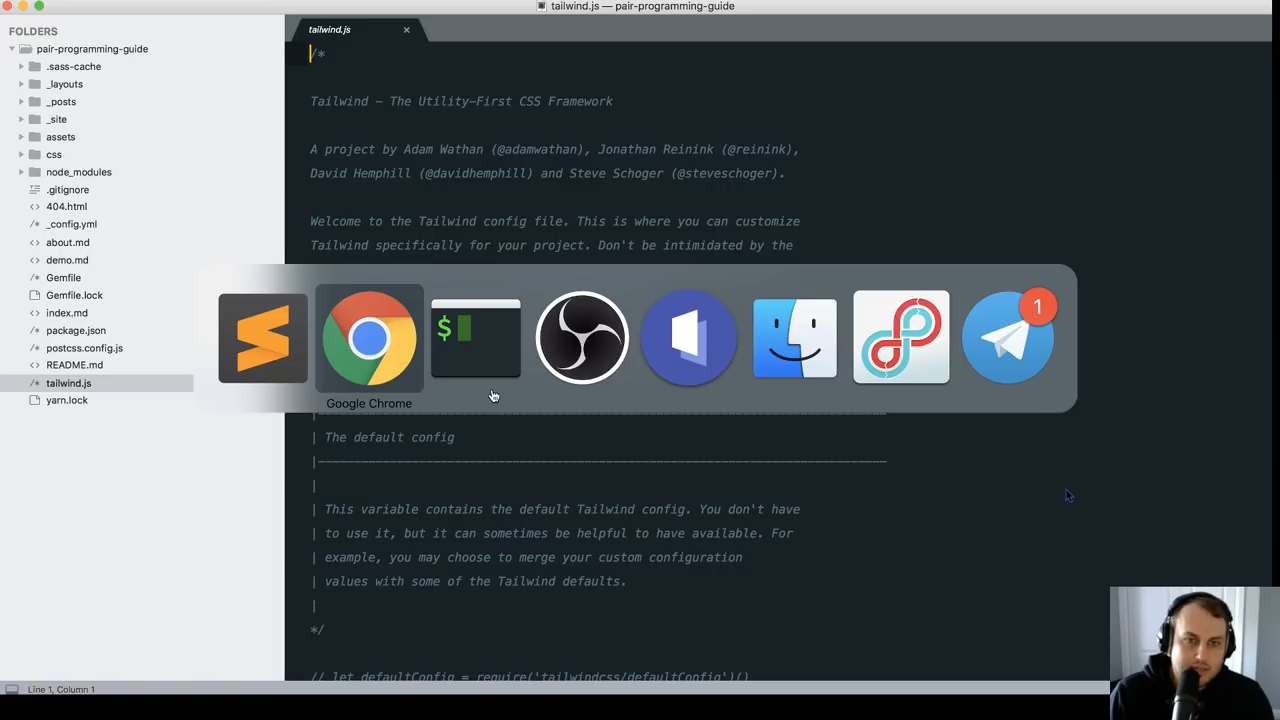 tailwind.js — pair-programming-guide
FOLDERS
pair-programming-guide
.sass-cache
_layouts
_posts
_site
assets
css
node_modules
.gitignore
404.html
_config.yml
about.md
demo.md
Gemfile
Gemfile.lock
index.md
package.json
postcss.config.js
README.md
tailwind.js
yarn.lock
tailwind.js
/*
Tailwind - The Utility-First CSS Framework
A project by Adam Wathan (@adamwathan), Jonathan Reinink (@reinink),
David Hemphill (@davidhemphill) and Steve Schoger (@steveschoger).
Welcome to the Tailwind config file. This is where you can customize
Tailwind specifically for your project. Don't be intimidated by the
$
1
Google Chrome
| The default config
|
| This variable contains the default Tailwind config. You don't have
| to use it, but it can sometimes be helpful to have available. For
| example, you may choose to merge your custom configuration
| values with some of the Tailwind defaults.
|
*/
// let defaultConfig = require('tailwindcss/defaultConfig')()
Line 1, Column 1